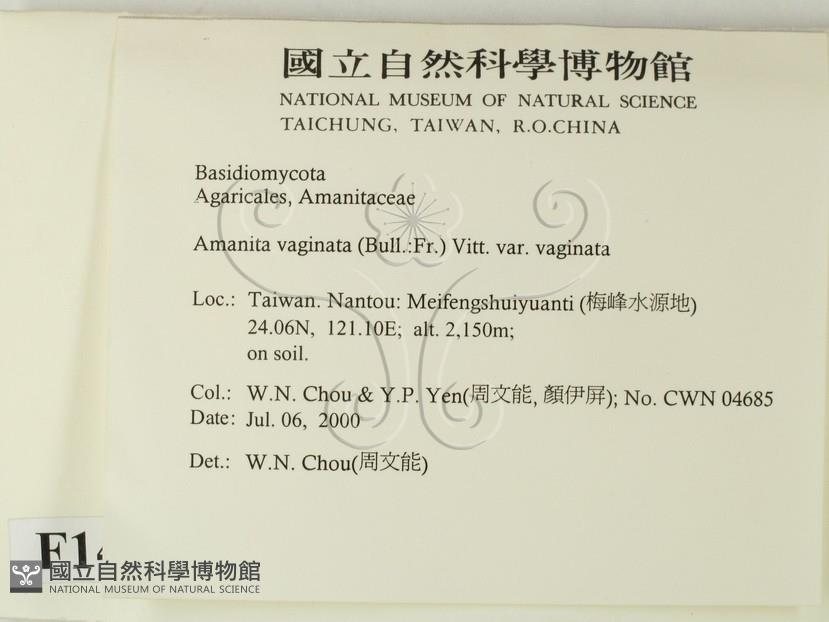 國立自然科學博物館
NATIONAL MUSEUM OF NATURAL SCIENCE
TAICHUNG, TAIWAN, R.O.CHINA
Basidiomycota
Agaricales, Amanitaceae
Amanita vaginata (Bull.:Fr.) Vitt. var. vaginata
Loc.: Taiwan. Nantou: Meifengshuiyuanti (梅峰水源地)
24.06N, 121.10E; alt. 2,150m;
on soil.
Col.: W.N. Chou & Y.P. Yen(周文能, 顏伊屏); No. CWN 04685
Date: Jul. 06, 2000
Det.: W.N. Chou(周文能)
國立自然科學博物館
NATIONAL MUSEUM OF NATURAL SCIENCE